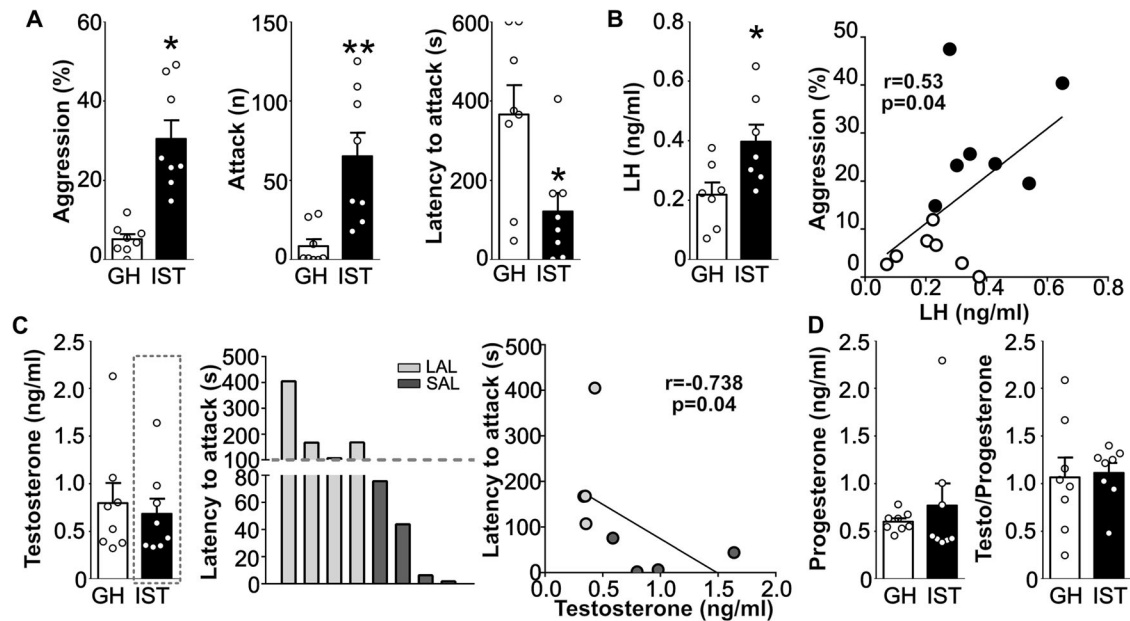 A
Aggression (%)
60
40
20
0
GH IST
*
Attack (n)
150
100
50
0
GH IST
**
Latency to attack (s)
600
400
200
0
GH IST
*
B
LH (ng/ml)
0.8
0.6
0.4
0.2
0
GH IST
*
Aggression (%)
50
40
30
20
10
0
r=0.53
p=0.04
0.0 0.2 0.4 0.6 0.8
LH (ng/ml)
C
Testosterone (ng/ml)
2.5
2.0
1.5
1.0
0.5
0
GH IST
Latency to attack (s)
500
400
300
200
100
80
60
40
20
0
LAL
SAL
Latency to attack (s)
500
400
300
200
100
0
r=-0.738
p=0.04
0.0 0.5 1.0 1.5 2.0
Testosterone (ng/ml)
D
Progesterone (ng/ml)
2.5
2.0
1.5
1.0
0.5
0
GH IST
Testo/Progesterone
2.5
2.0
1.5
1.0
0.5
0
GH IST